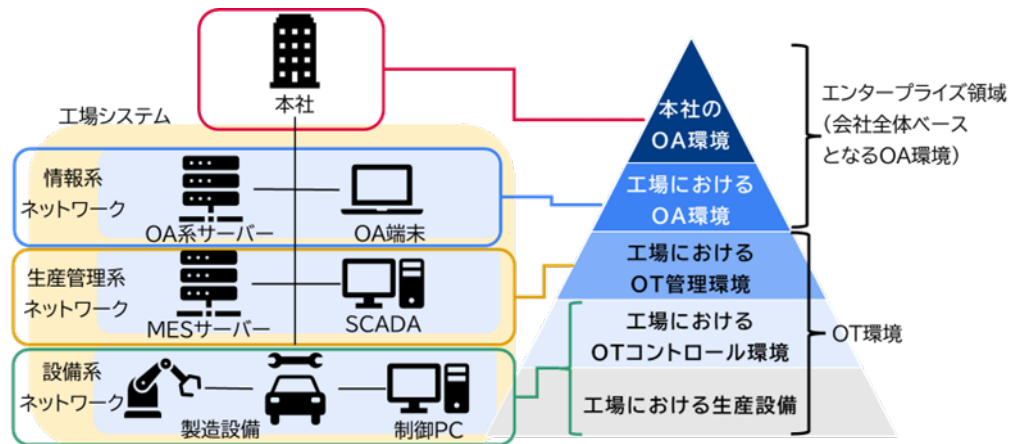 本社
工場システム
情報系
ネットワーク
OA系サーバー
OA端末
生産管理系
ネットワーク
MESサーバー
SCADA
設備系
ネットワーク
製造設備
制御PC
本社の
OA環境
工場における
OA環境
工場における
OT管理環境
工場における
OTコントロール環境
工場における生産設備
エンタープライズ領域
(会社全体ベース
となるOA環境)
OT環境